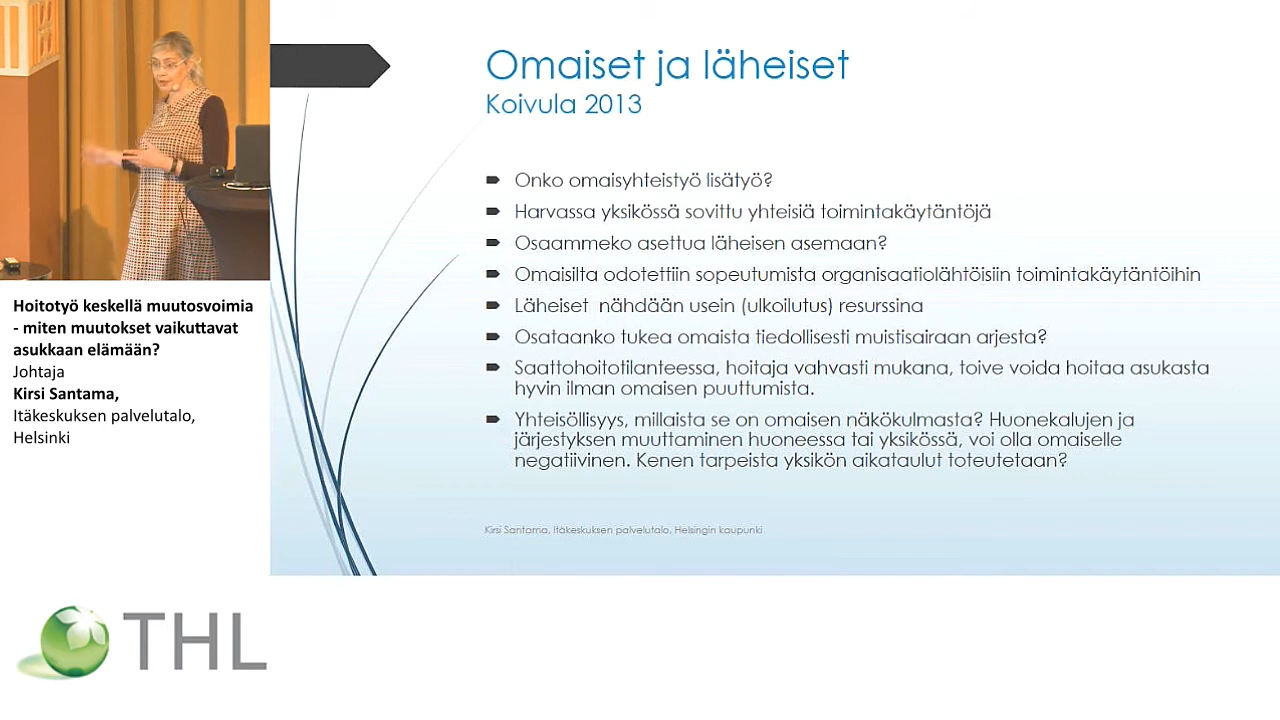 Omaiset ja läheiset
Koivula 2013
Onko omaisyhteistyö lisätyö?
Harvassa yksikössä sovittu yhteisiä toimintakäytäntöjä
Osaammeko asettua läheisen asemaan?
Omaisilta odotettiin sopeutumista organisaatiolähtöisiin toimintakäytäntöihin
Läheiset nähdään usein (ulkoilutus) resurssina
Osataanko tukea omaista tiedollisesti muistisairaan arjesta?
Saattohoitotilanteessa, hoitaja vahvasti mukana, toive voida hoitaa asukasta
hyvin ilman omaisen puuttumista.
Yhteisöllisyys, millaista se on omaisen näkökulmasta? Huonekalujen ja
järjestyksen muuttaminen huoneessa tai yksikössä, voi olla omaiselle
negatiivinen. Kenen tarpeista yksikön aikataulut toteutetaan?
Kirsi Santama, Itäkeskuksen palvelutalo, Helsingin kaupunki
Hoitotyö keskellä muutosvoimia
- miten muutokset vaikuttavat
asukkaan elämään?
Johtaja
Kirsi Santama,
Itäkeskuksen palvelutalo,
Helsinki
THL